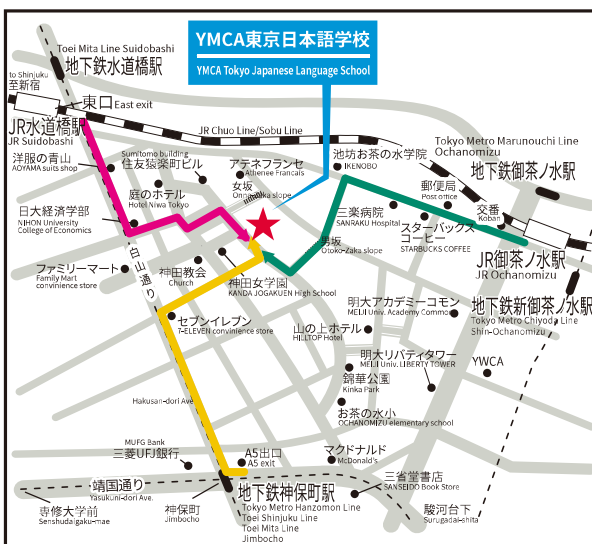 YMCA東京日本語学校
YMCA Tokyo Japanese Language School
Toei Mita Line Suidobashi
地下鉄水道橋駅
to Shinjuku
至新宿
東口 East exit
JR水道橋駅
JR Suidobashi
JR Chuo Line/Sobu Line
Tokyo Metro Marunouchi Line
Ochanomizu
地下鉄御茶ノ水駅
洋服の青山
AOYAMA suits shop
Sumitomo building
住友猿楽町ビル
アテネフランセ
Athenee Francais
池坊お茶の水学院
IKENOBO
郵便局
Post office
交番
Koban
庭のホテル
Hotel Niwa Tokyo
女坂
Onna-zaka slope
三楽病院
SANRAKU Hospital
スターバックス
コーヒー
STARBUCKS COFFEE
日大経済学部
NIHON University
College of Economics
男坂
Otoko-Zaka slope
JR御茶ノ水駅
JR Ochanomizu
白山通り
ファミリーマート
Family Mart
convinience store
神田教会
Church
神田女学園
KANDA JOGAKUEN High School
明大アカデミーコモン
MEIJI Univ. Academy Common
地下鉄新御茶ノ水駅
Tokyo Metro Chiyoda Line
Shin-Ochanomizu
セブンイレブン
7-ELEVEN convinience store
山の上ホテル
HILLTOP Hotel
明大リバティタワー
MEIJI Univ. LIBERTY TOWER
YWCA
錦華公園
Kinka Park
Hakusan-dori Ave.
お茶の水小
OCHANOMIZU elementary school
MUFG Bank
三菱UFJ銀行
A5出口
A5 exit
マクドナルド
McDonald's
靖国通り
Yasukuni-dori Ave.
地下鉄神保町駅
Tokyo Metro Hanzomon Line
Toei Shinjuku Line
Toei Mita Line
Jimbocho
三省堂書店
SANSEIDO Book Store
専修大学前
Senshudaigaku-mae
神保町
Jimbocho
駿河台下
Surugadai-shita